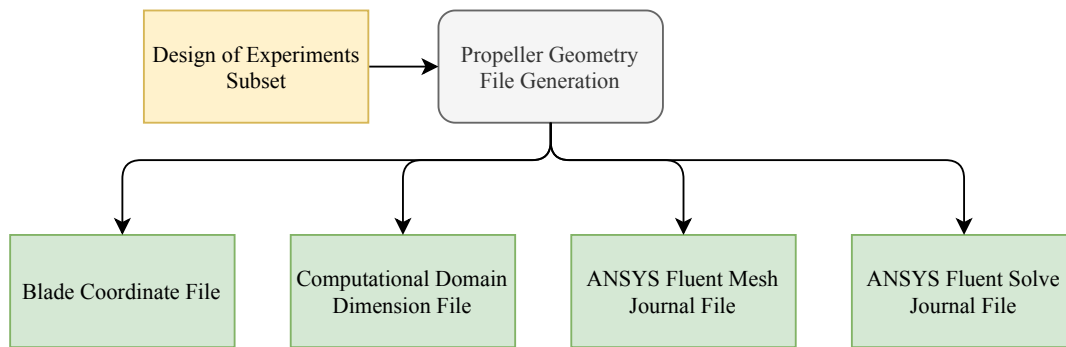 Design of Experiments
Subset
Propeller Geometry
File Generation
Blade Coordinate File
Computational Domain
Dimension File
ANSYS Fluent Mesh
Journal File
ANSYS Fluent Solve
Journal File